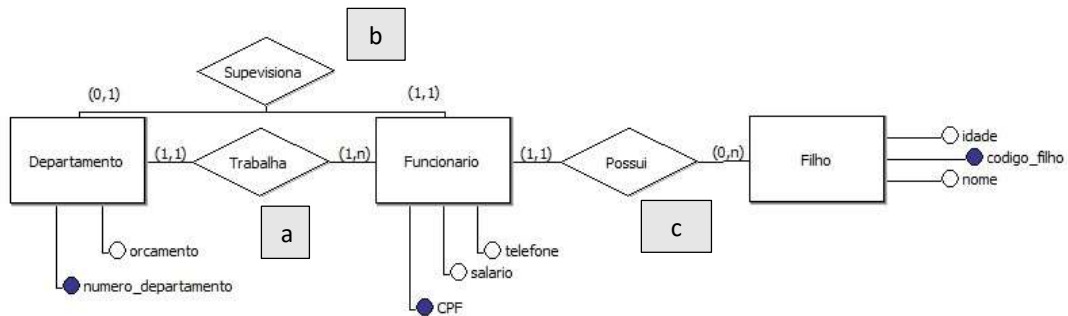 b
Supevisiona
(0,1)
(1,1)
Departamento
(1,1)
Trabalha
(1,n)
Funcionario
(1,1)
Possui
(0,n)
Filho
idade
codigo_filho
nome
a
c
orcamento
numero_departamento
telefone
salario
CPF